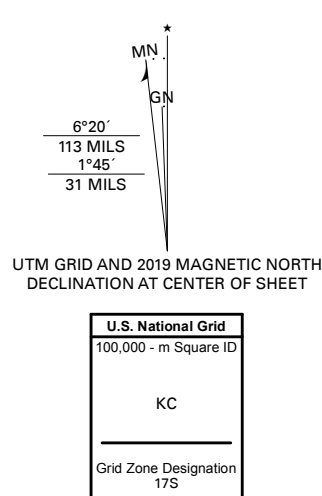 ★
MN
GN
6°20´
113 MILS
1°45´
31 MILS
UTM GRID AND 2019 MAGNETIC NORTH
DECLINATION AT CENTER OF SHEET
U.S. National Grid
100,000 - m Square ID
KC
Grid Zone Designation
17S